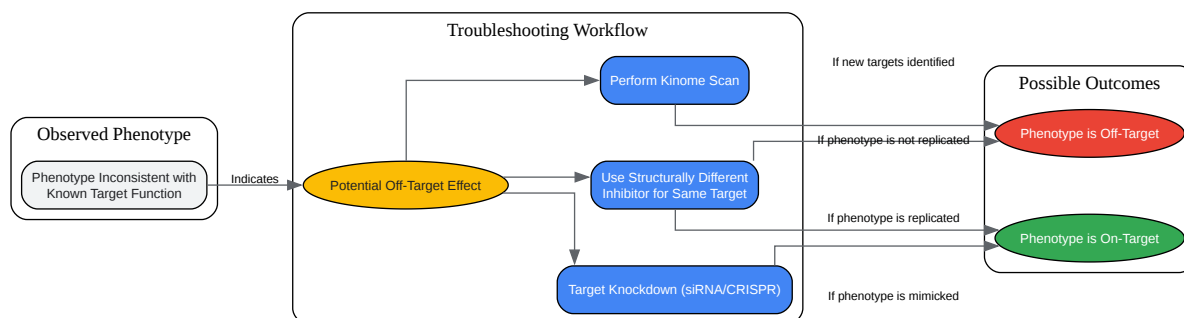 Troubleshooting Workflow
If new targets identified
Perform Kinome Scan
Possible Outcomes
Observed Phenotype
Phenotype is Off-Target
If phenotype is not replicated
Phenotype Inconsistent with
Known Target Function
Indicates
Potential Off-Target Effect
Use Structurally Different
Inhibitor for Same Target
If phenotype is replicated
Phenotype is On-Target
Target Knockdown (siRNA/CRISPR)
If phenotype is mimicked